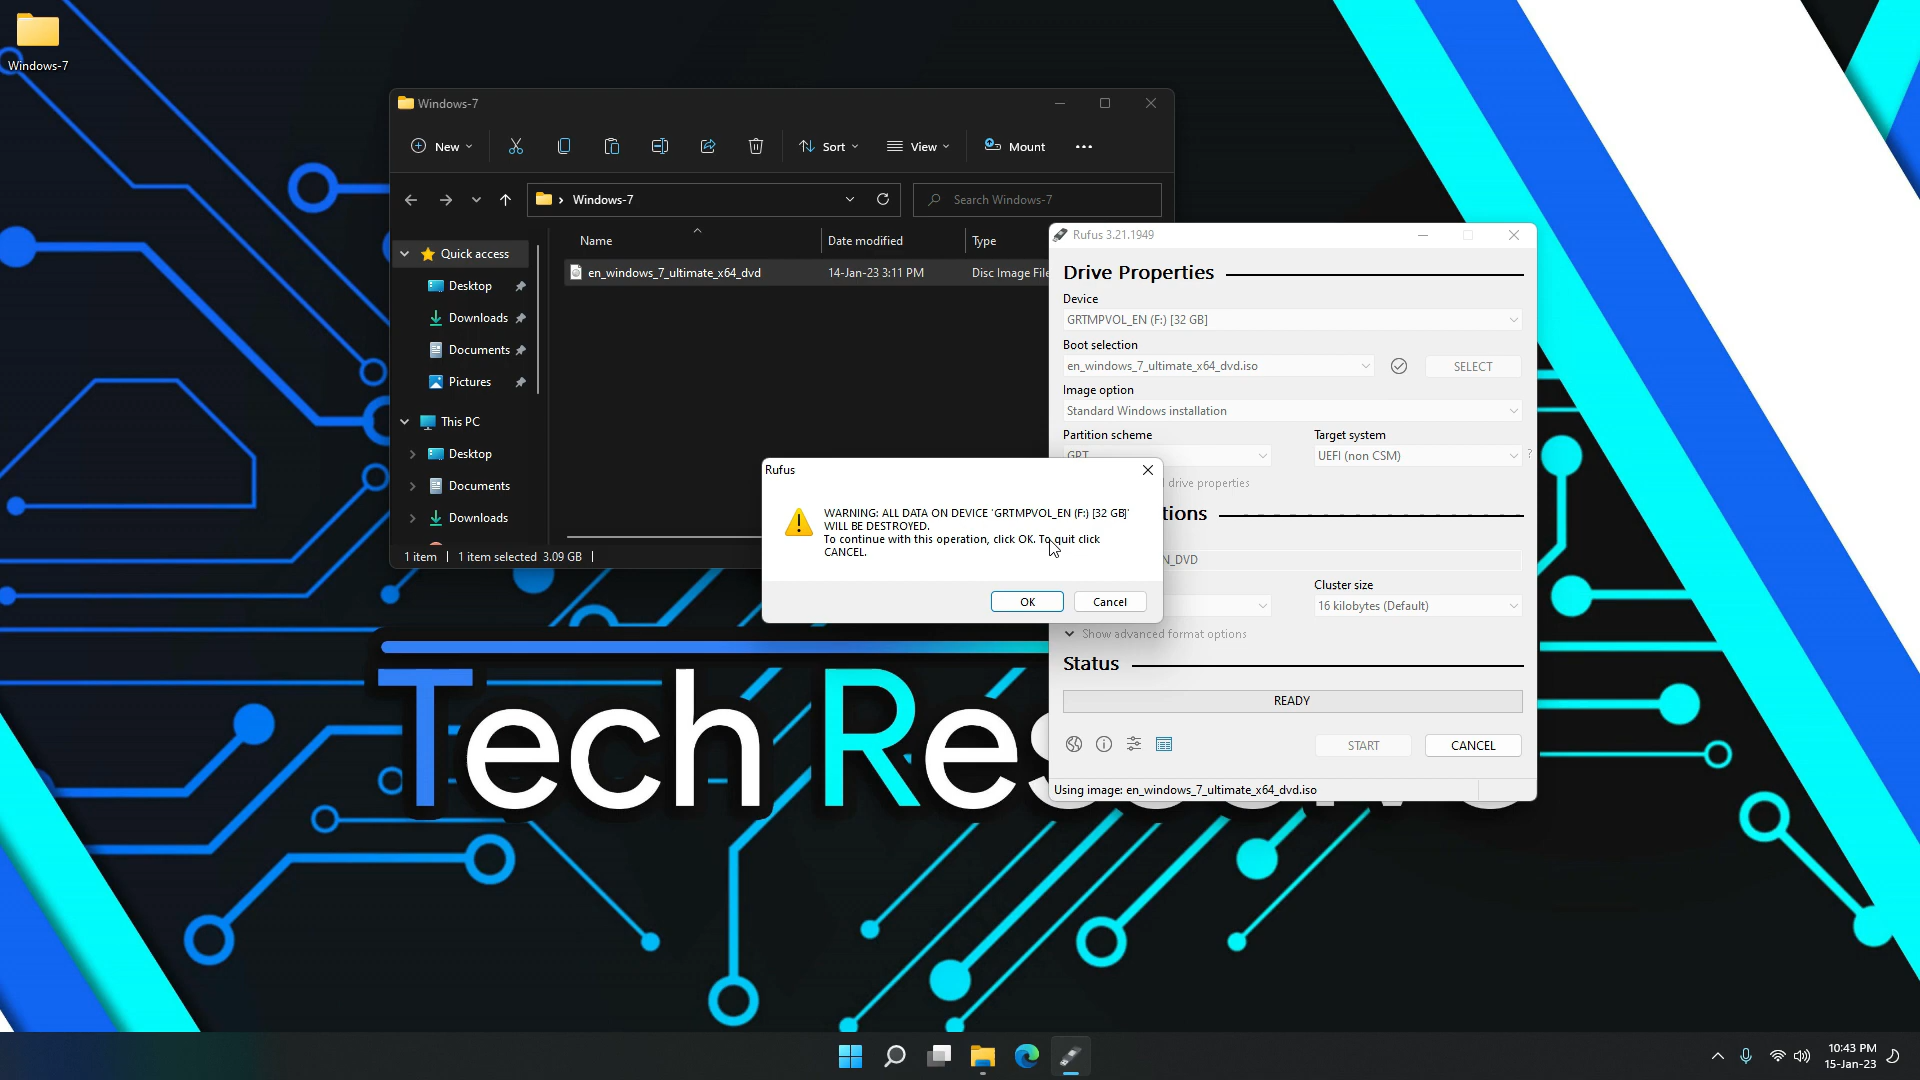 Windows-7
Windows-7
New
Sort
View
Mount
Windows-7
Search Windows-7
Name
Date modified
Type
Quick access
Desktop
Downloads
Documents
Pictures
This PC
Desktop
Documents
Downloads
en_windows_7_ultimate_x64_dvd
14-Jan-23 3:11 PM
Disc Image File
1 item
1 item selected 3.09 GB
Rufus 3.21.1949
Drive Properties
Device
GRTMPVOL_EN (F:) [32 GB]
Boot selection
en_windows_7_ultimate_x64_dvd.iso
SELECT
Image option
Standard Windows installation
Partition scheme
Target system
GPT
UEFI (non CSM)
?
drive properties
tions
N_DVD
Cluster size
16 kilobytes (Default)
Show advanced format options
Status
READY
START
CANCEL
Using image: en_windows_7_ultimate_x64_dvd.iso
Rufus
WARNING: ALL DATA ON DEVICE 'GRTMPVOL_EN (F:) [32 GB]'
WILL BE DESTROYED.
To continue with this operation, click OK. To quit click
CANCEL.
OK
Cancel
Tech Res
10:43 PM
15-Jan-23